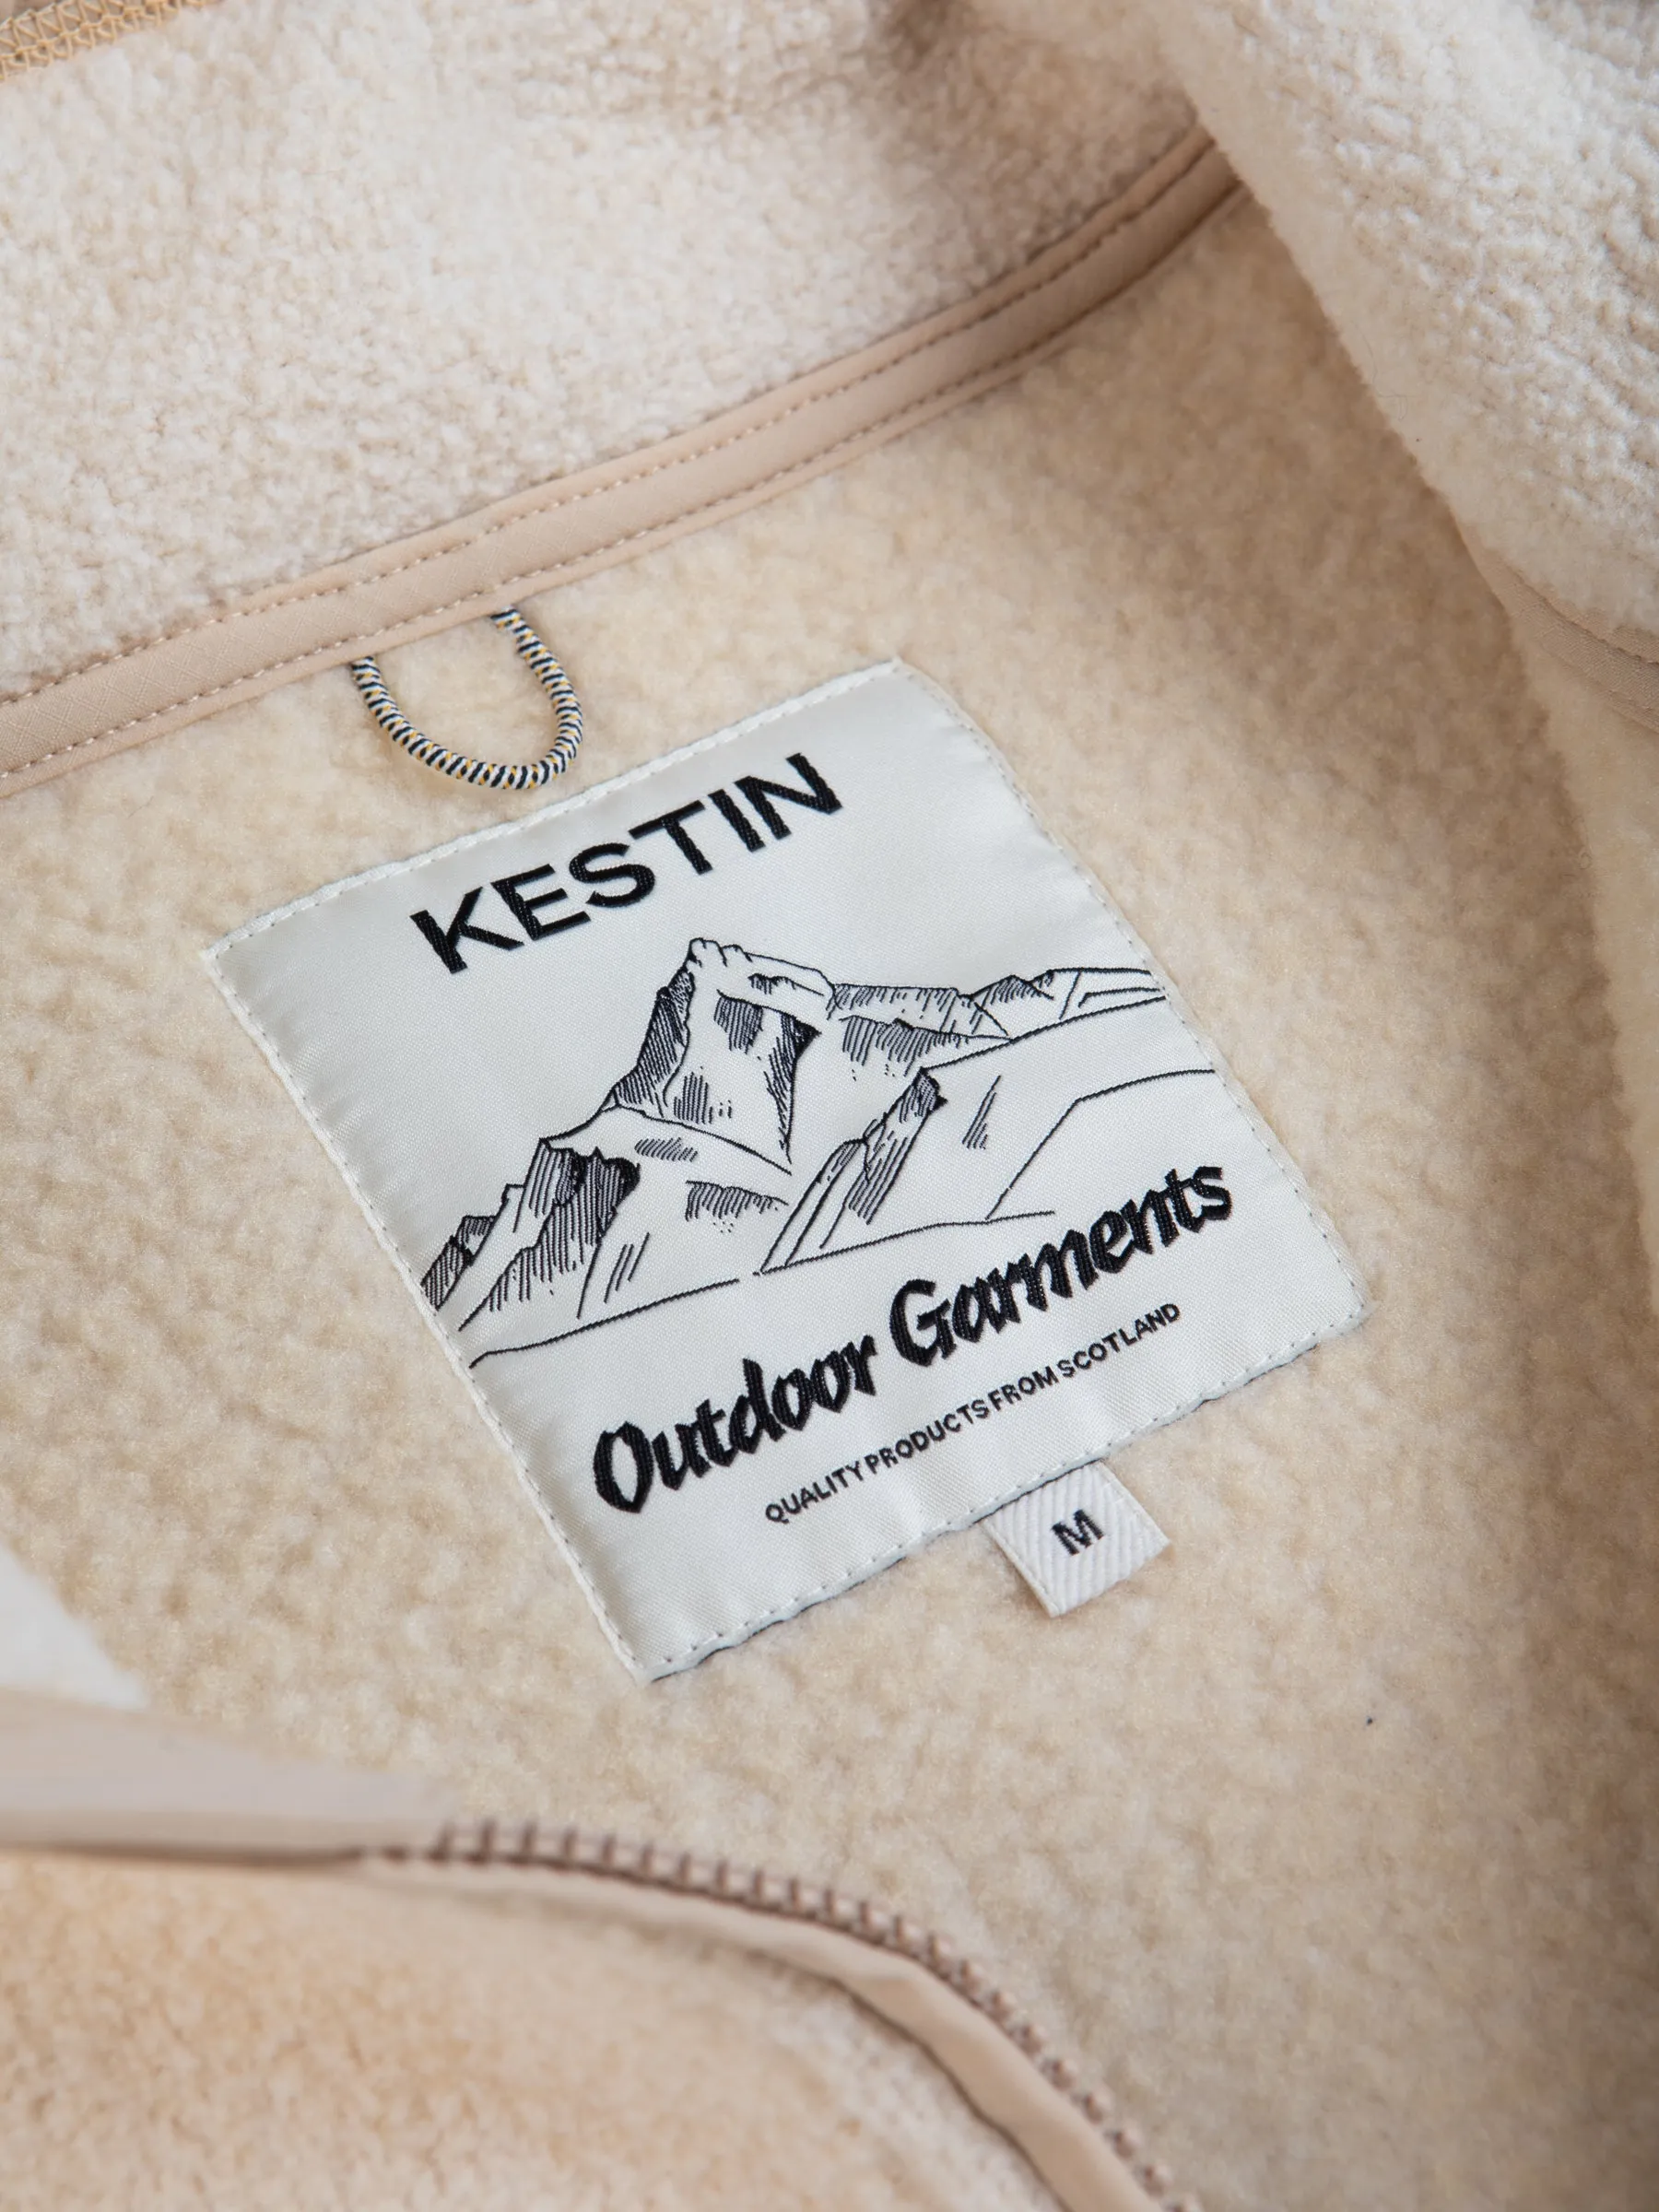 KESTIN
Outdoor Garments
QUALITY PRODUCTS FROM SCOTLAND
M